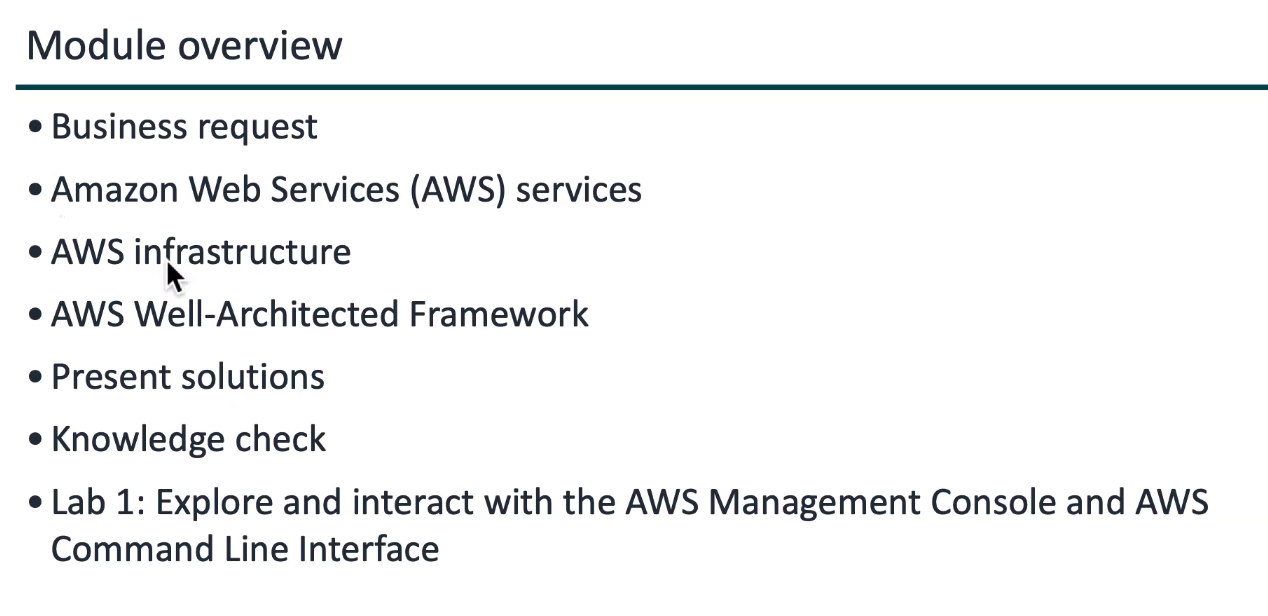 Module overview
• Business request
• Amazon Web Services (AWS) services
• AWS infrastructure
• AWS Well-Architected Framework
• Present solutions
• Knowledge check
• Lab 1: Explore and interact with the AWS Management Console and AWS
Command Line Interface